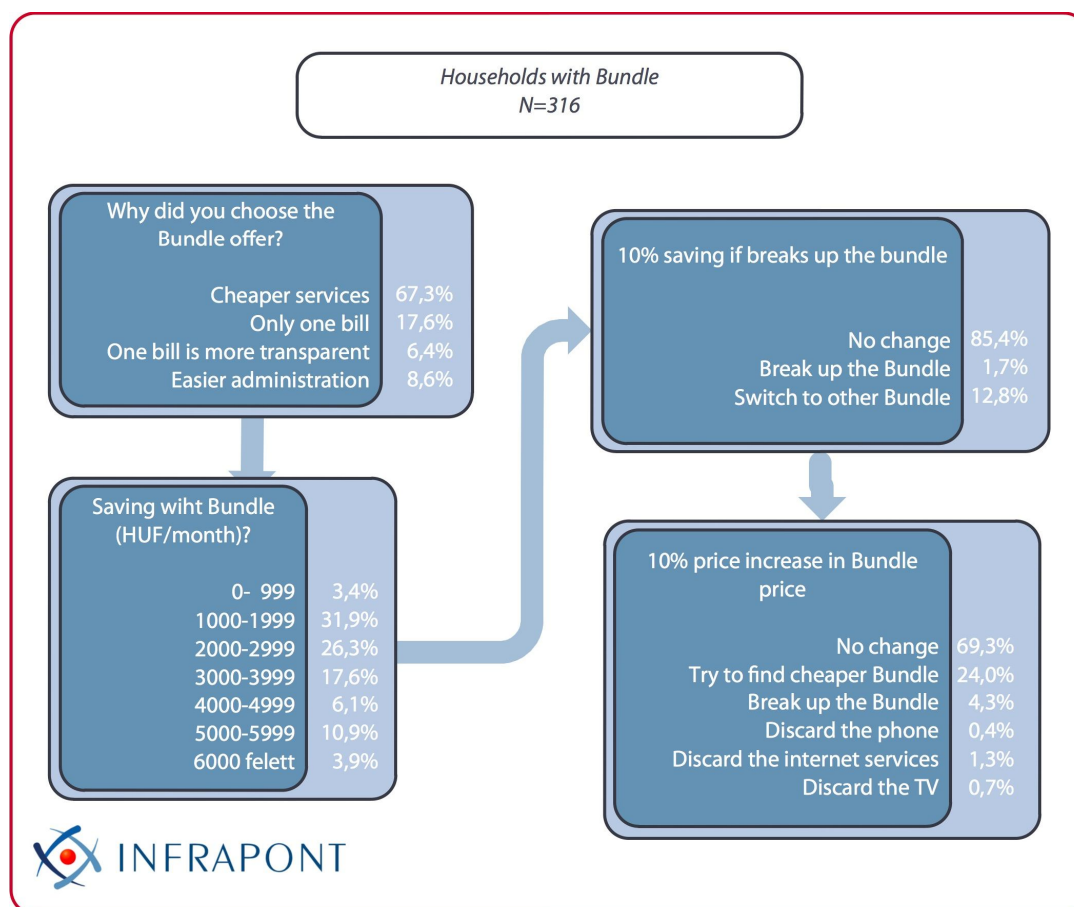 Households with Bundle
N=316
Why did you choose the
Bundle offer?
Cheaper services 67,3%
Only one bill 17,6%
One bill is more transparent 6,4%
Easier administration 8,6%
Saving wiht Bundle
(HUF/month)?
0- 999 3,4%
1000-1999 31,9%
2000-2999 26,3%
3000-3999 17,6%
4000-4999 6,1%
5000-5999 10,9%
6000 felett 3,9%
10% saving if breaks up the bundle
No change 85,4%
Break up the Bundle 1,7%
Switch to other Bundle 12,8%
10% price increase in Bundle
price
No change 69,3%
Try to find cheaper Bundle 24,0%
Break up the Bundle 4,3%
Discard the phone 0,4%
Discard the internet services 1,3%
Discard the TV 0,7%
INFRAPONT